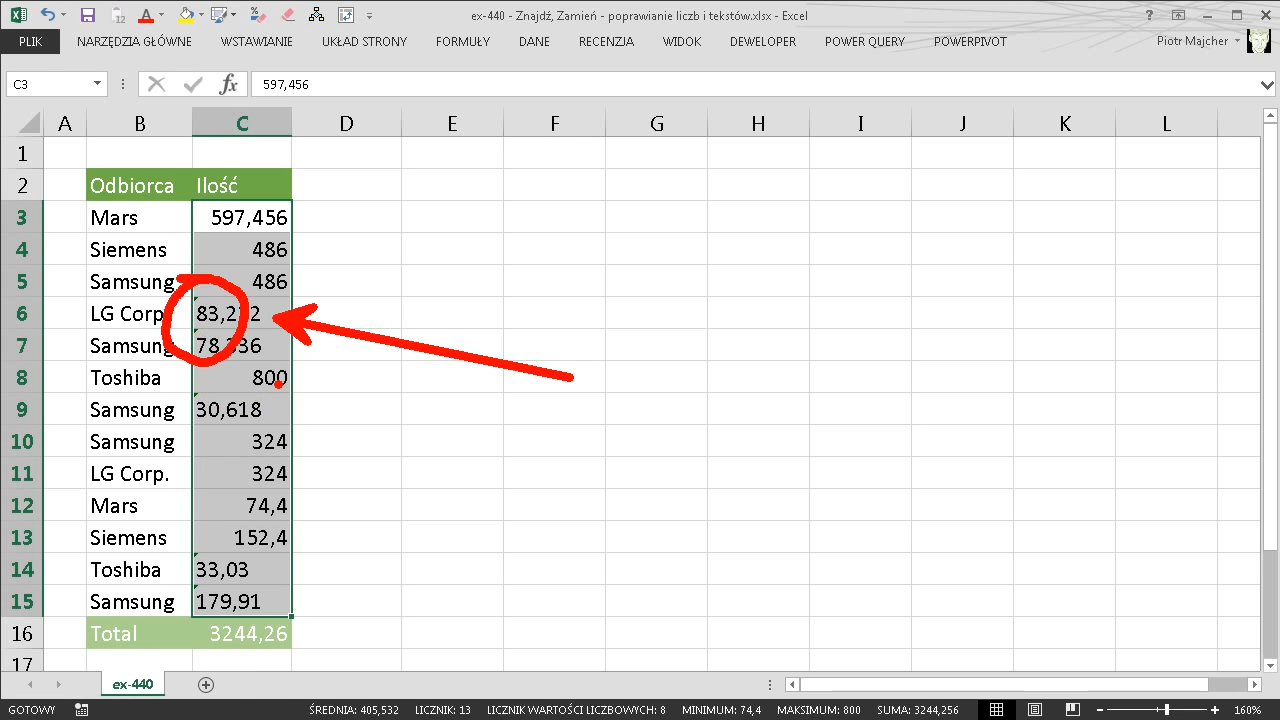 ex-440 - Znajdź, Zamień - poprawianie liczb i tekstów.xlsx - Excel
PLIK NARZĘDZIA GŁÓWNE WSTAWIANIE UKŁAD STRONY FORMUŁY DANE RECENZJA WIDOK DEWELOPER POWER QUERY POWERPIVOT Piotr Majcher
C3 fx 597,456
A B C D E F G H I J K L
1
2 Odbiorca Ilość
3 Mars 597,456
4 Siemens 486
5 Samsung 486
6 LG Corp. 83,272
7 Samsung 78,336
8 Toshiba 800
9 Samsung 30,618
10 Samsung 324
11 LG Corp. 324
12 Mars 74,4
13 Siemens 152,4
14 Toshiba 33,03
15 Samsung 179,91
16 Total 3244,26
17
ex-440
GOTOWY ŚREDNIA: 405,532 LICZNIK: 13 LICZNIK WARTOŚCI LICZBOWYCH: 8 MINIMUM: 74,4 MAKSIMUM: 800 SUMA: 3244,256 160%